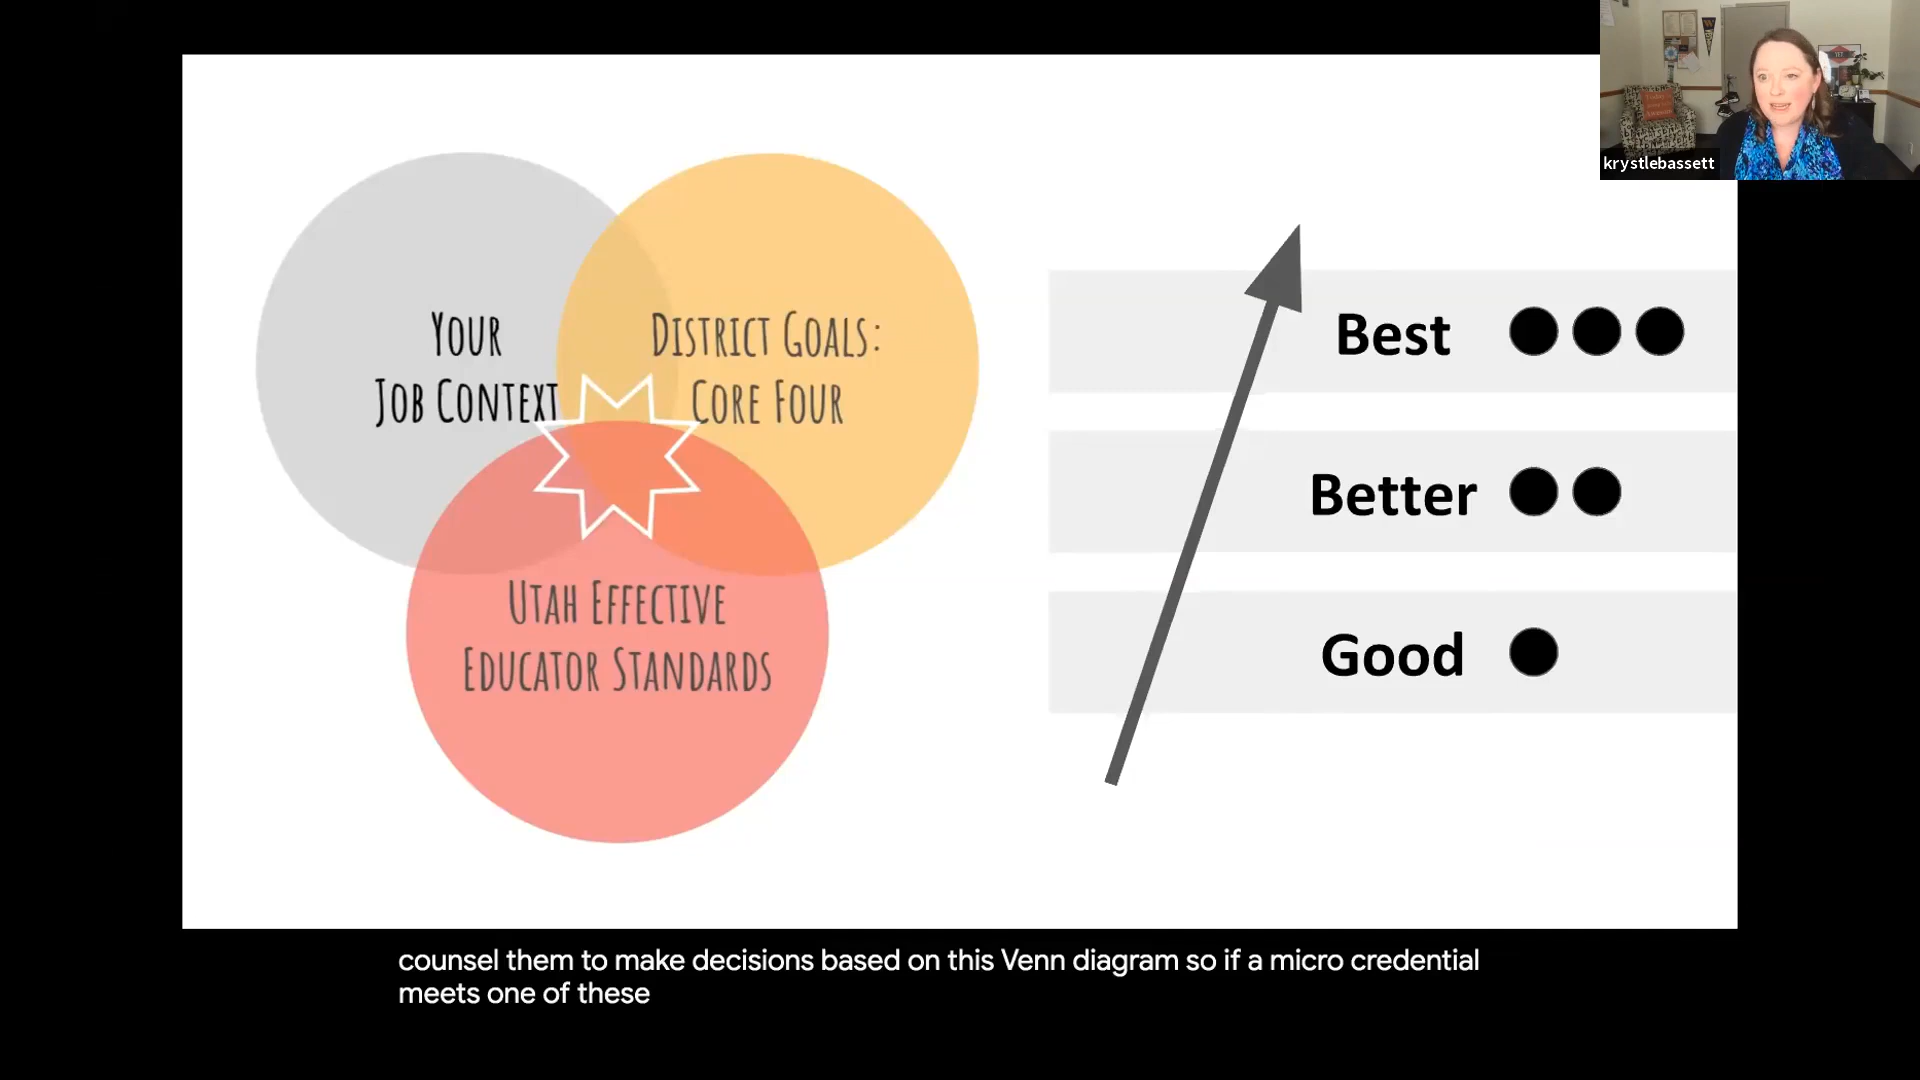 krystlebassett
YOUR
JOB CONTEXT
DISTRICT GOALS:
CORE FOUR
UTAH EFFECTIVE
EDUCATOR STANDARDS
Best
Better
Good
counsel them to make decisions based on this Venn diagram so if a micro credential
meets one of these